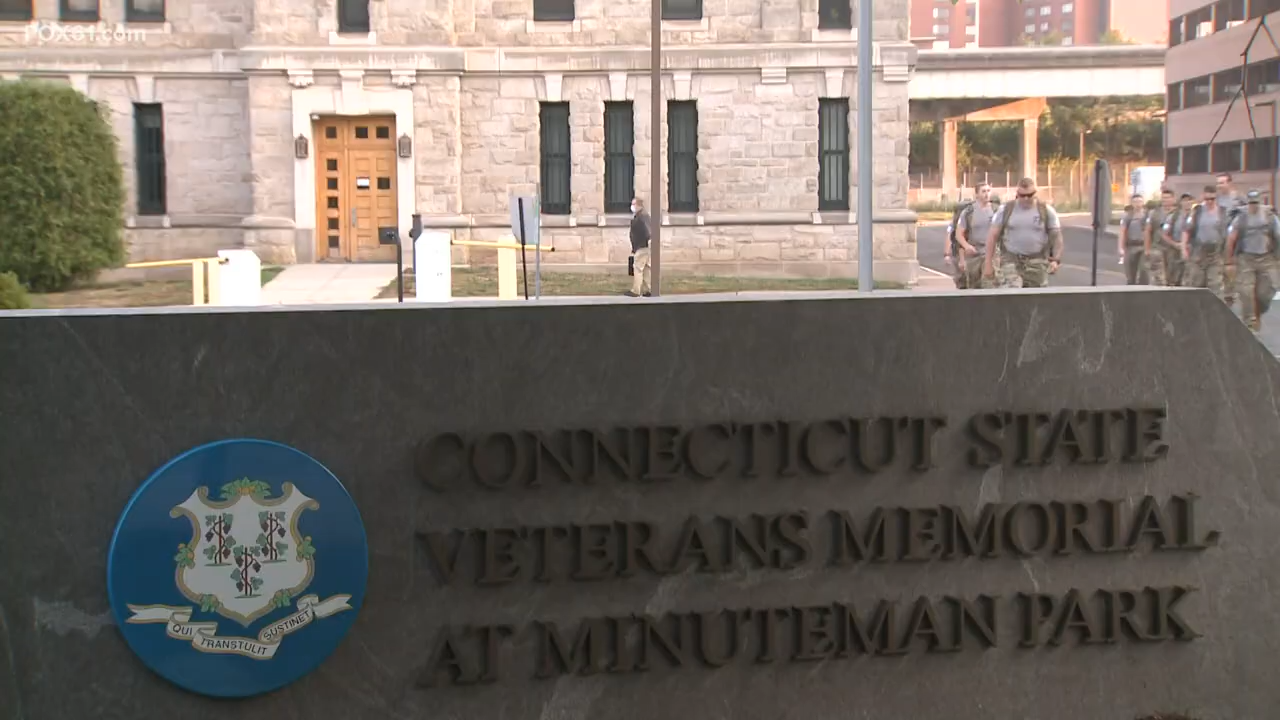 FOX61.com
CONNECTICUT STATE
VETERANS MEMORIAL
AT MINUTEMAN PARK
QUI TRANSTULIT SUSTINET